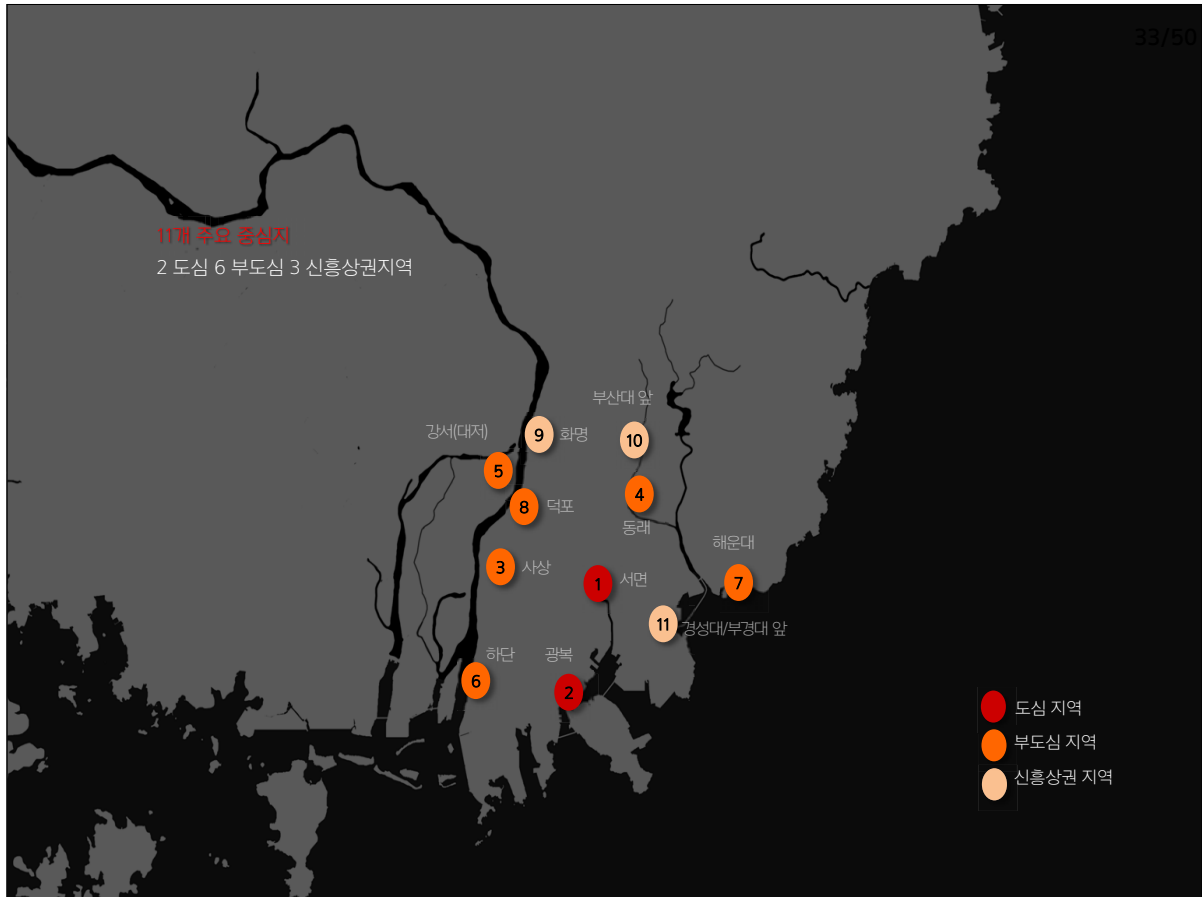 33/50
11개 주요 중심지
2 도심 6 부도심 3 신흥상권지역
부산대 앞
강서(대저)
9 화명
10
5
8 덕포
4
동래
해운대
3 사상
1 서면
7
11 경성대/부경대 앞
하단
광복
6
2
도심 지역
부도심 지역
신흥상권 지역